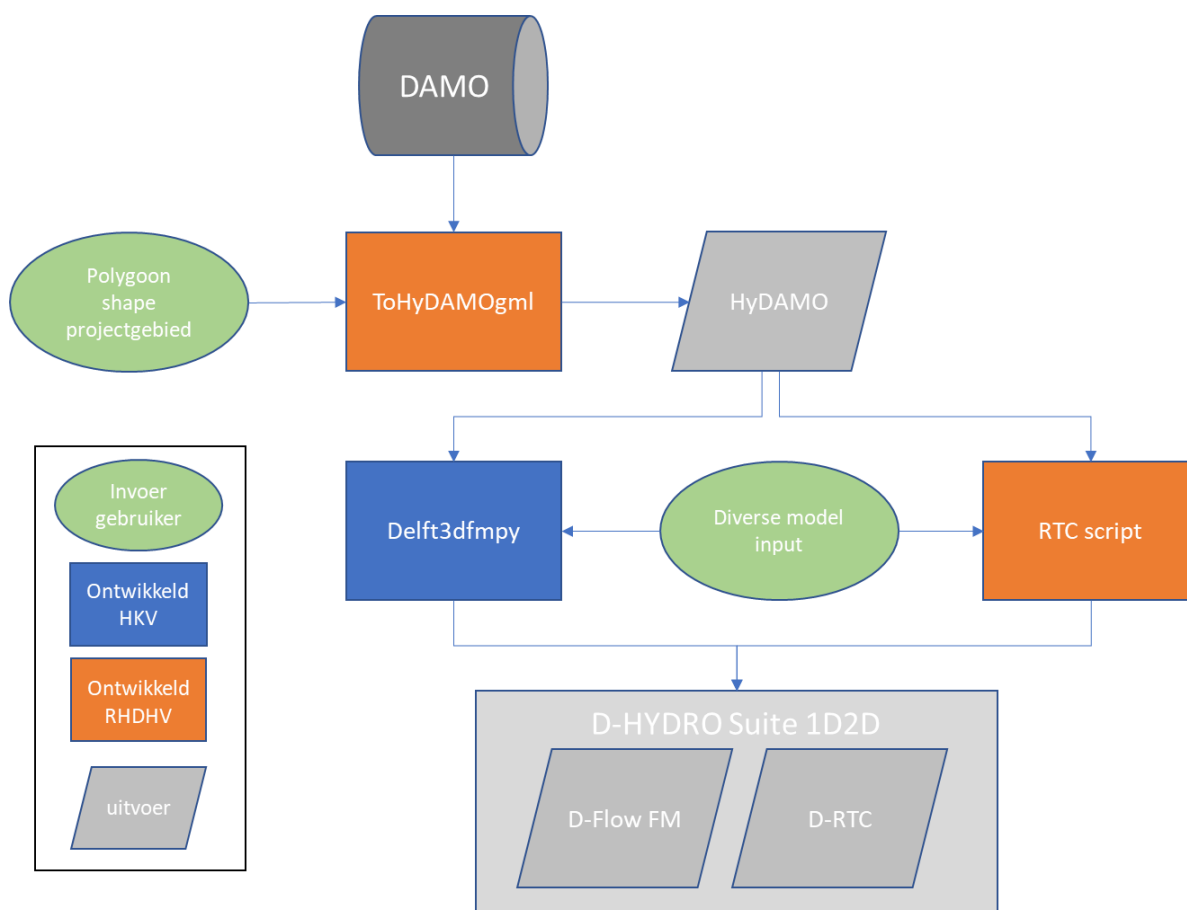 DAMO
Polygoon
shape
projectgebied
ToHyDAMOgml
HyDAMO
Invoer
gebruiker
Ontwikkeld
HKV
Ontwikkeld
RHDHV
uitvoer
Delft3dfmpy
Diverse model
input
RTC script
D-HYDRO Suite 1D2D
D-Flow FM
D-RTC